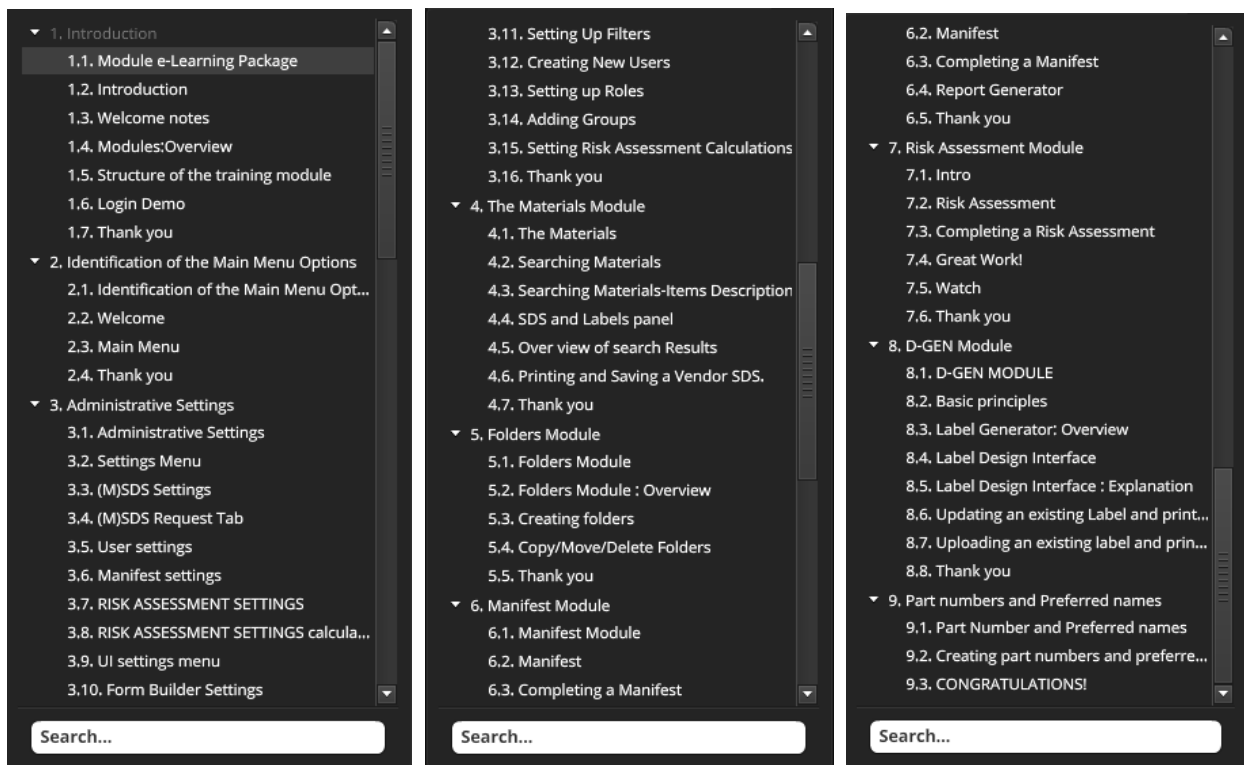 1. Introduction
1.1. Module e-Learning Package
1.2. Introduction
1.3. Welcome notes
1.4. Modules:Overview
1.5. Structure of the training module
1.6. Login Demo
1.7. Thank you
2. Identification of the Main Menu Options
2.1. Identification of the Main Menu Opt...
2.2. Welcome
2.3. Main Menu
2.4. Thank you
3. Administrative Settings
3.1. Administrative Settings
3.2. Settings Menu
3.3. (M)SDS Settings
3.4. (M)SDS Request Tab
3.5. User settings
3.6. Manifest settings
3.7. RISK ASSESSMENT SETTINGS
3.8. RISK ASSESSMENT SETTINGS calcula...
3.9. UI settings menu
3.10. Form Builder Settings
Search...
3.11. Setting Up Filters
3.12. Creating New Users
3.13. Setting up Roles
3.14. Adding Groups
3.15. Setting Risk Assessment Calculations
3.16. Thank you
4. The Materials Module
4.1. The Materials
4.2. Searching Materials
4.3. Searching Materials-Items Description
4.4. SDS and Labels panel
4.5. Over view of search Results
4.6. Printing and Saving a Vendor SDS.
4.7. Thank you
5. Folders Module
5.1. Folders Module
5.2. Folders Module : Overview
5.3. Creating folders
5.4. Copy/Move/Delete Folders
5.5. Thank you
6. Manifest Module
6.1. Manifest Module
6.2. Manifest
6.3. Completing a Manifest
Search...
6.2. Manifest
6.3. Completing a Manifest
6.4. Report Generator
6.5. Thank you
7. Risk Assessment Module
7.1. Intro
7.2. Risk Assessment
7.3. Completing a Risk Assessment
7.4. Great Work!
7.5. Watch
7.6. Thank you
8. D-GEN Module
8.1. D-GEN MODULE
8.2. Basic principles
8.3. Label Generator: Overview
8.4. Label Design Interface
8.5. Label Design Interface : Explanation
8.6. Updating an existing Label and print...
8.7. Uploading an existing label and prin...
8.8. Thank you
9. Part numbers and Preferred names
9.1. Part Number and Preferred names
9.2. Creating part numbers and preferre...
9.3. CONGRATULATIONS!
Search...